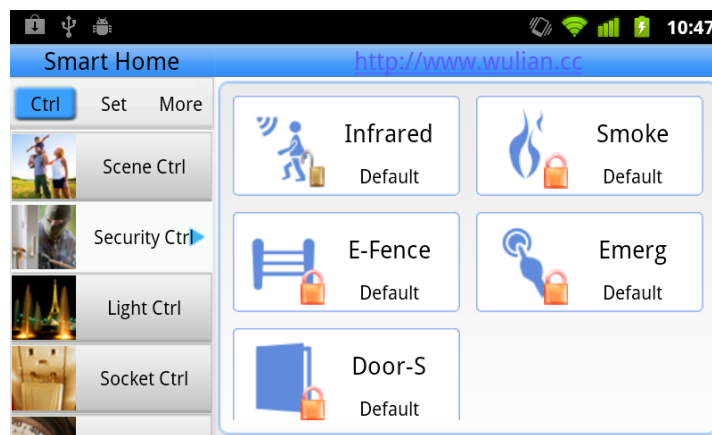 10:47
Smart Home
http://www.wulian.cc
Ctrl Set More
Scene Ctrl
Security Ctrl
Light Ctrl
Socket Ctrl
Infrared
Default
Smoke
Default
E-Fence
Default
Emerg
Default
Door-S
Default